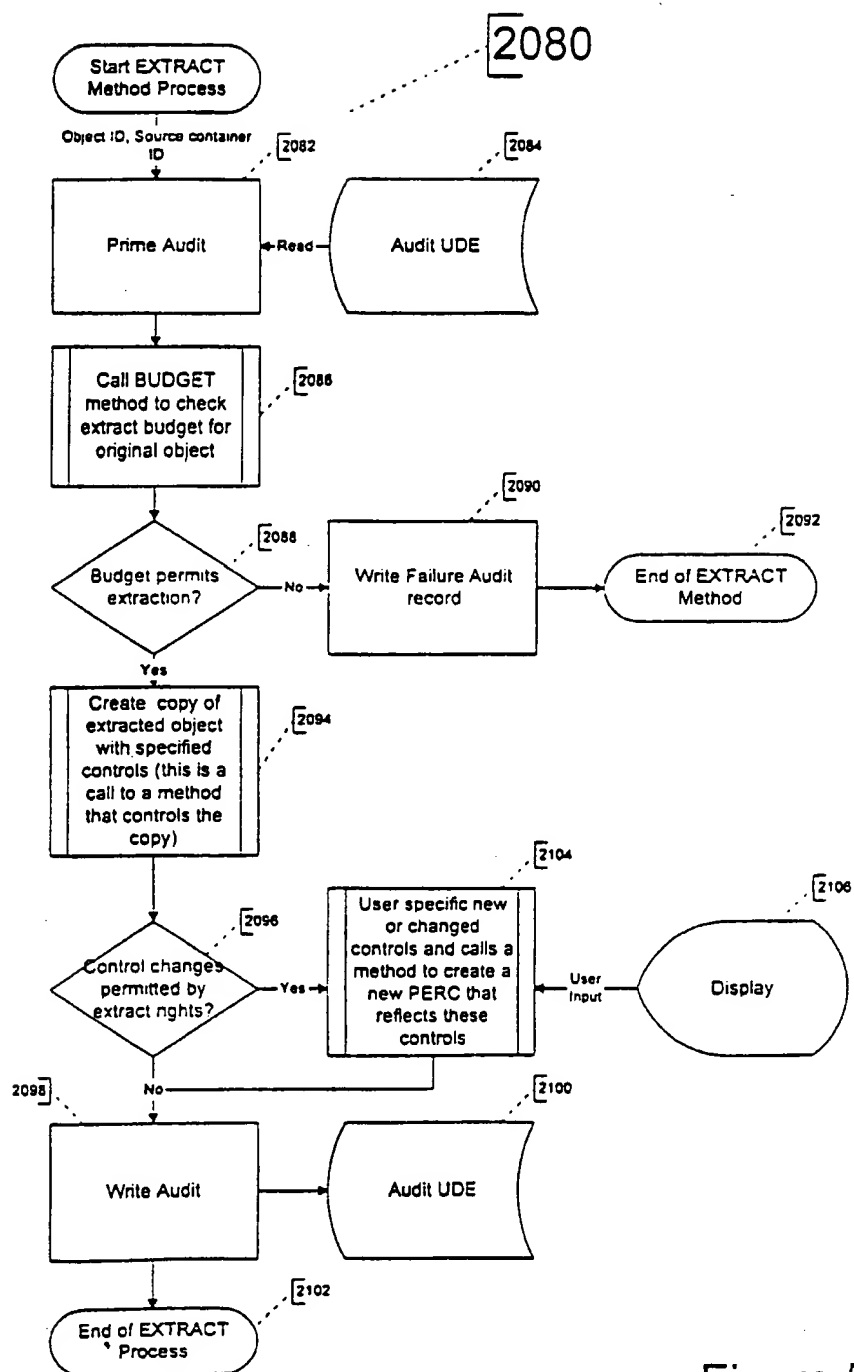 2080
Start EXTRACT
Method Process
Object ID, Source container
ID
2082
2084
Prime Audit
Read
Audit UDE
Call BUDGET
method to check
extract budget for
original object
2086
2088
Budget permits
extraction?
No
2090
Write Failure Audit
record
2092
End of EXTRACT
Method
Yes
Create copy of
extracted object
with specified
controls (this is a
call to a method
that controls the
copy)
2094
2096
Control changes
permitted by
extract rights?
Yes
2104
User specific new
or changed
controls and calls a
method to create a
new PERC that
reflects these
controls
User
Input
2106
Display
No
2098
Write Audit
2100
Audit UDE
2102
End of EXTRACT
Process